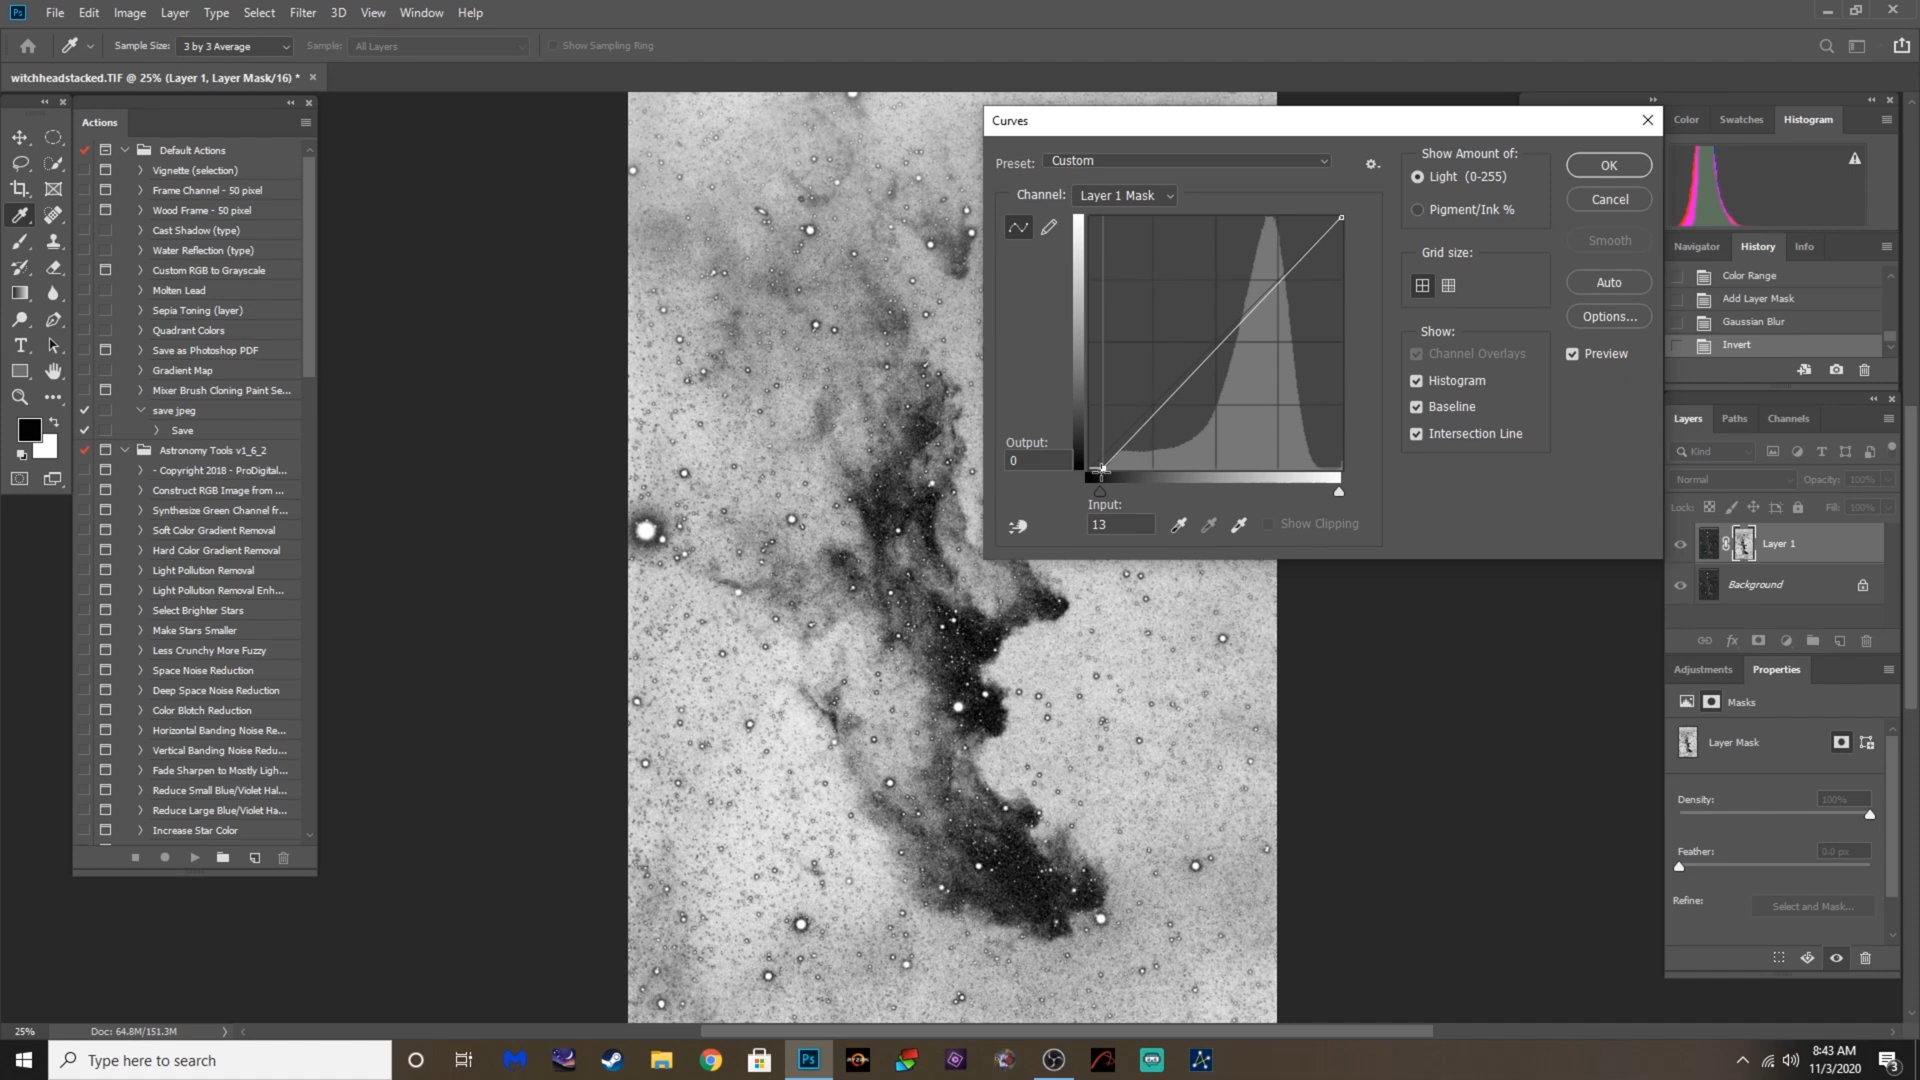 Ps File Edit Image Layer Type Select Filter 3D View Window Help
Sample Size: 3 by 3 Average Sample: All Layers Show Sampling Ring
witchheadstacked.TIF @ 25% (Layer 1, Layer Mask/16) *
Actions
Default Actions
Vignette (selection)
Frame Channel - 50 pixel
Wood Frame - 50 pixel
Cast Shadow (type)
Water Reflection (type)
Custom RGB to Grayscale
Molten Lead
Sepia Toning (layer)
Quadrant Colors
Save as Photoshop PDF
Gradient Map
Mixer Brush Cloning Paint Se...
save jpeg
Save
Astronomy Tools v1_6_2
- Copyright 2018 - ProDigital...
Construct RGB Image from ...
Synthesize Green Channel fr...
Soft Color Gradient Removal
Hard Color Gradient Removal
Light Pollution Removal
Light Pollution Removal Enh...
Select Brighter Stars
Make Stars Smaller
Less Crunchy More Fuzzy
Space Noise Reduction
Deep Space Noise Reduction
Color Blotch Reduction
Horizontal Banding Noise Re...
Vertical Banding Noise Redu...
Fade Sharpen to Mostly Ligh...
Reduce Small Blue/Violet Hal...
Reduce Large Blue/Violet Ha...
Increase Star Color
Curves
Preset: Custom
Channel: Layer 1 Mask
Output:
0
Input:
13
Show Clipping
Show Amount of:
Light (0-255)
Pigment/Ink %
Grid size:
Show:
Channel Overlays
Histogram
Baseline
Intersection Line
OK
Cancel
Smooth
Auto
Options...
Preview
Color Swatches Histogram
Navigator History Info
Color Range
Add Layer Mask
Gaussian Blur
Invert
Layers Paths Channels
Kind
Normal Opacity: 100%
Lock: Fill: 100%
Layer 1
Background
Adjustments Properties
Masks
Layer Mask
Density: 100%
Feather: 0.0 px
Refine: Select and Mask...
25% Doc: 64.8M/151.3M
Type here to search
Ps
RYZEN
8:43 AM
11/3/2020
3